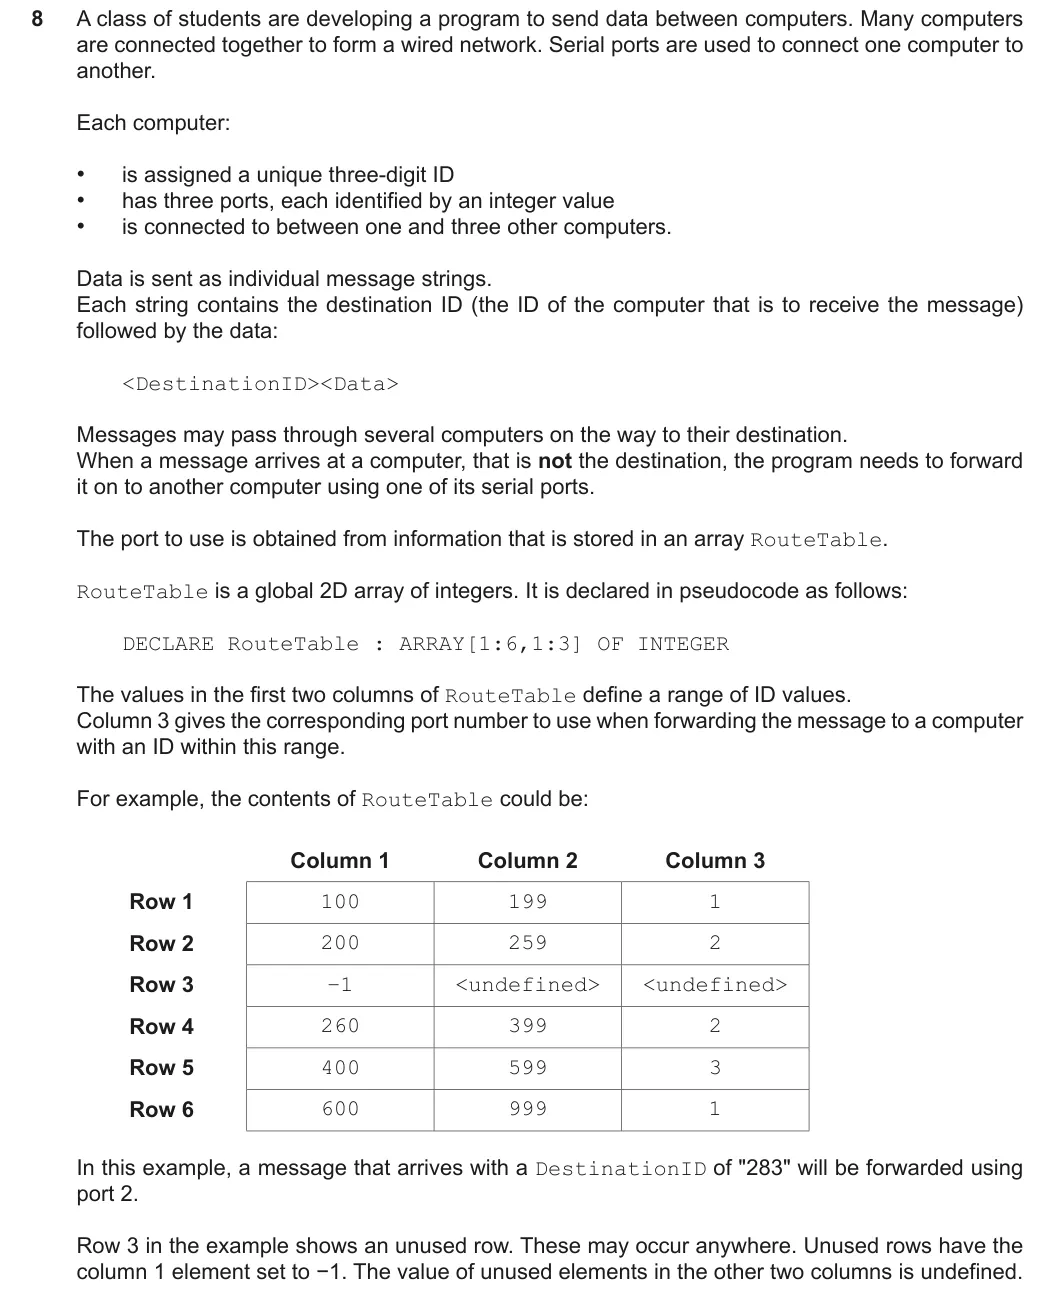 8 A class of students are developing a program to send data between computers. Many computers
are connected together to form a wired network. Serial ports are used to connect one computer to
another.
Each computer:
• is assigned a unique three-digit ID
• has three ports, each identified by an integer value
• is connected to between one and three other computers.
Data is sent as individual message strings.
Each string contains the destination ID (the ID of the computer that is to receive the message)
followed by the data:
<DestinationID><Data>
Messages may pass through several computers on the way to their destination.
When a message arrives at a computer, that is not the destination, the program needs to forward
it on to another computer using one of its serial ports.
The port to use is obtained from information that is stored in an array RouteTable.
RouteTable is a global 2D array of integers. It is declared in pseudocode as follows:
DECLARE RouteTable : ARRAY[1:6,1:3] OF INTEGER
The values in the first two columns of RouteTable define a range of ID values.
Column 3 gives the corresponding port number to use when forwarding the message to a computer
with an ID within this range.
For example, the contents of RouteTable could be:
Column 1 Column 2 Column 3
Row 1 100 199 1
Row 2 200 259 2
Row 3 -1 <undefined> <undefined>
Row 4 260 399 2
Row 5 400 599 3
Row 6 600 999 1
In this example, a message that arrives with a DestinationID of "283" will be forwarded using
port 2.
Row 3 in the example shows an unused row. These may occur anywhere. Unused rows have the
column 1 element set to −1. The value of unused elements in the other two columns is undefined.